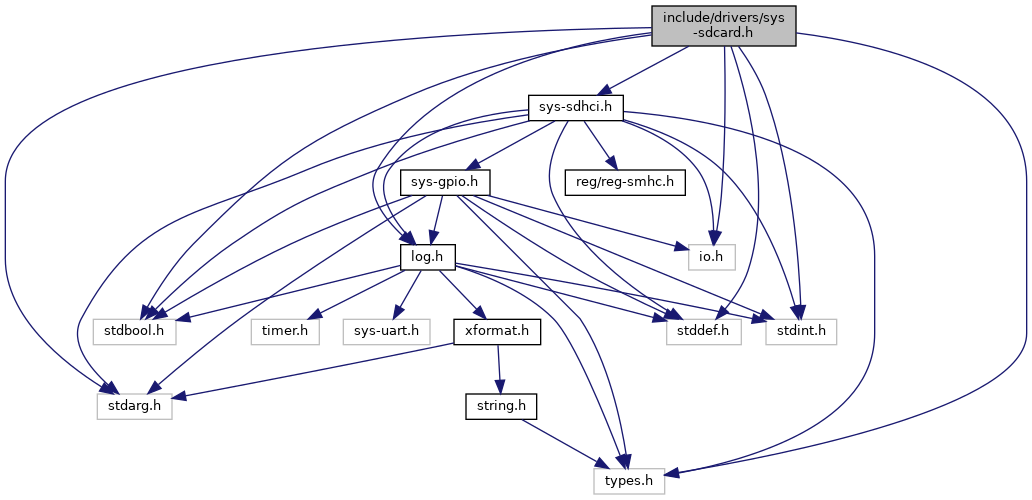 include/drivers/sys
-sdcard.h
sys-sdhci.h
sys-gpio.h
reg/reg-smhc.h
log.h
io.h
stdbool.h
timer.h
sys-uart.h
xformat.h
stddef.h
stdint.h
stdarg.h
string.h
types.h